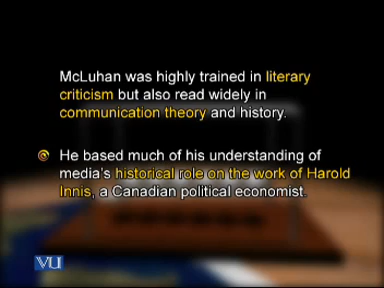 McLuhan was highly trained in literary
criticism but also read widely in
communication theory and history.
He based much of his understanding of
media's historical role on the work of Harold
Innis, a Canadian political economist.
VU